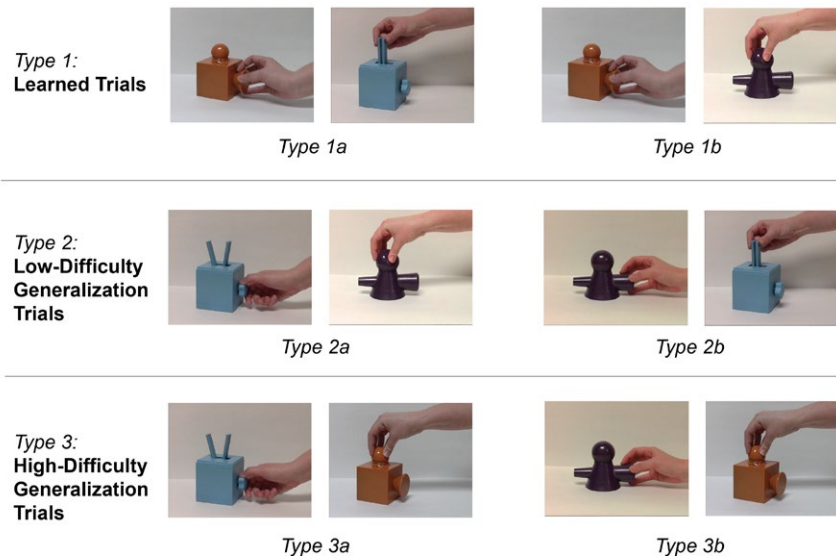 Type 1:
Learned Trials
Type 1a
Type 1b
Type 2:
Low-Difficulty
Generalization
Trials
Type 2a
Type 2b
Type 3:
High-Difficulty
Generalization
Trials
Type 3a
Type 3b